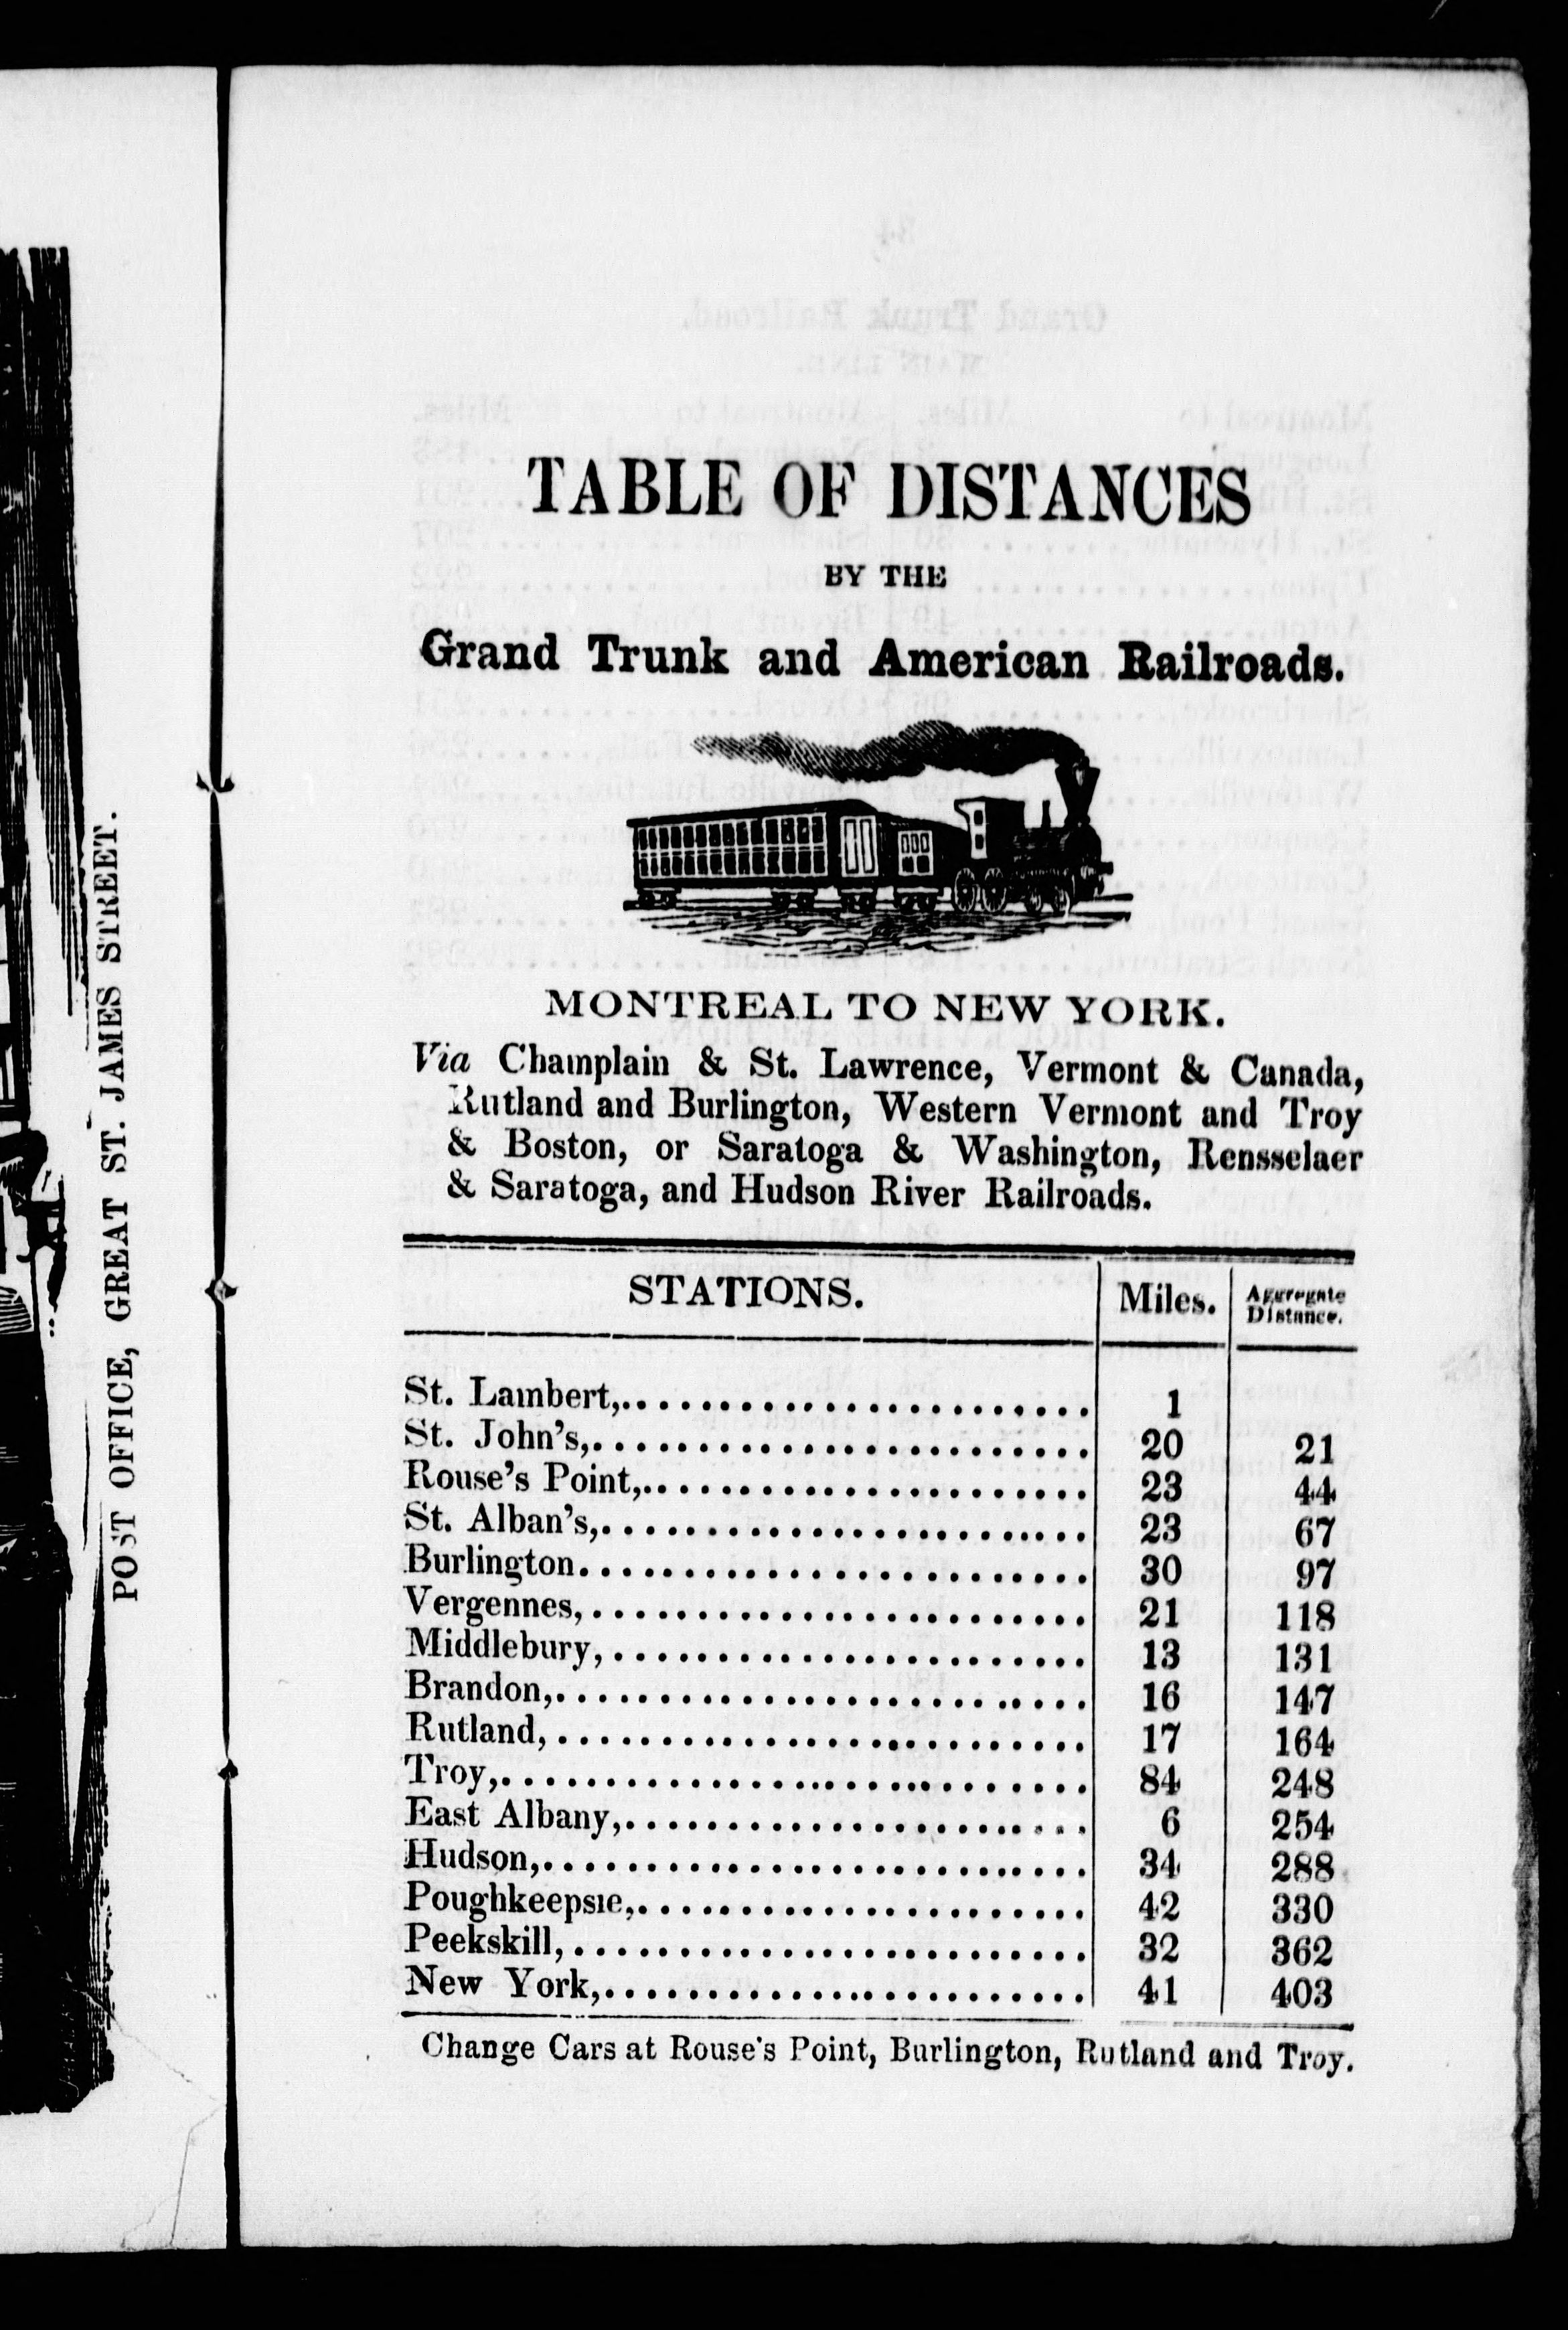 POST OFFICE, GREAT ST. JAMES STREET.
TABLE OF DISTANCES
BY THE
Grand Trunk and American Railroads.
MONTREAL TO NEW YORK.
Via Champlain & St. Lawrence, Vermont & Canada,
Rutland and Burlington, Western Vermont and Troy
& Boston, or Saratoga & Washington, Rensselaer
& Saratoga, and Hudson River Railroads.
STATIONS. Miles. Aggregate Distance.
St. Lambert,........................ 1
St. John's,......................... 20 21
Rouse's Point,....................... 23 44
St. Alban's,......................... 23 67
Burlington.......................... 30 97
Vergennes,......................... 21 118
Middlebury,........................ 13 131
Brandon,........................... 16 147
Rutland,........................... 17 164
Troy,.............................. 84 248
East Albany,........................ 6 254
Hudson,............................ 34 288
Poughkeepsie,....................... 42 330
Peekskill,.......................... 32 362
New York,......................... 41 403
Change Cars at Rouse's Point, Burlington, Rutland and Troy.